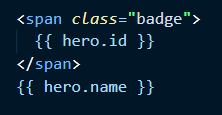 <span class="badge">
  {{ hero.id }}
</span>
{{ hero.name }}